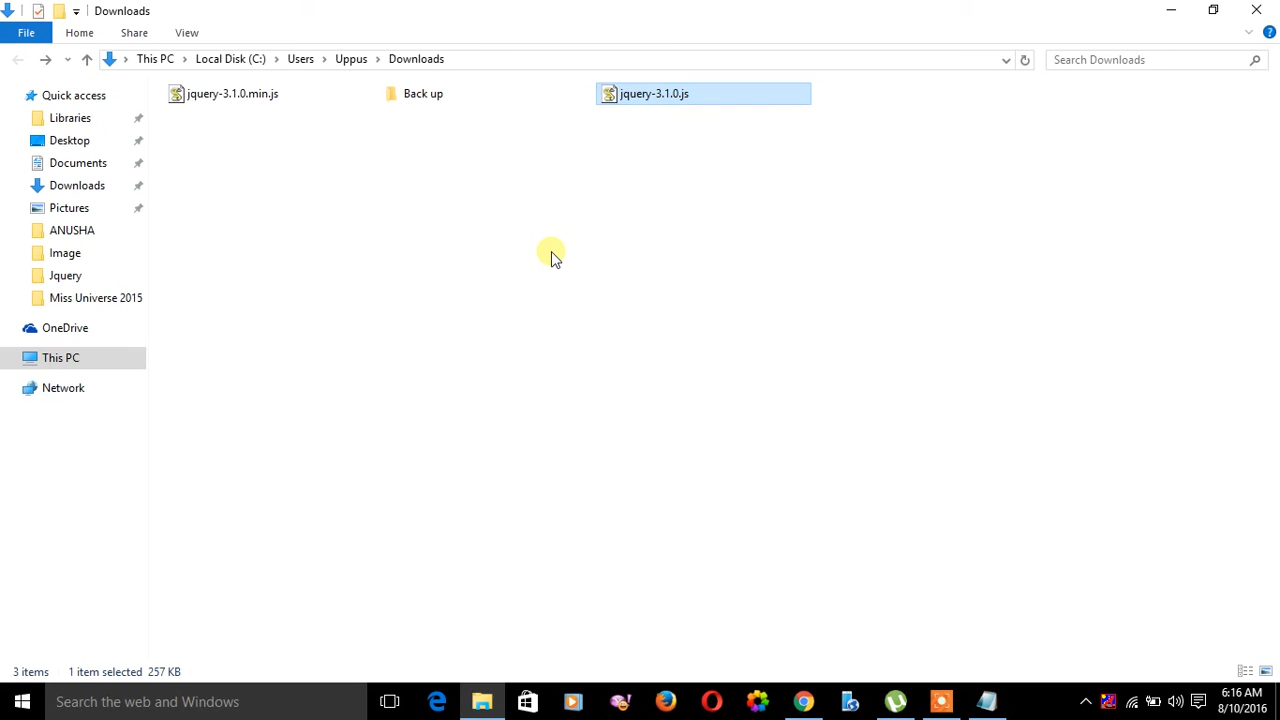 Downloads
File Home Share View
This PC Local Disk (C:) Users Uppus Downloads Search Downloads
jquery-3.1.0.min.js Back up jquery-3.1.0.js
Quick access
Libraries
Desktop
Documents
Downloads
Pictures
ANUSHA
Image
Jquery
Miss Universe 2015
OneDrive
This PC
Network
3 items 1 item selected 257 KB
Search the web and Windows
6:16 AM
8/10/2016